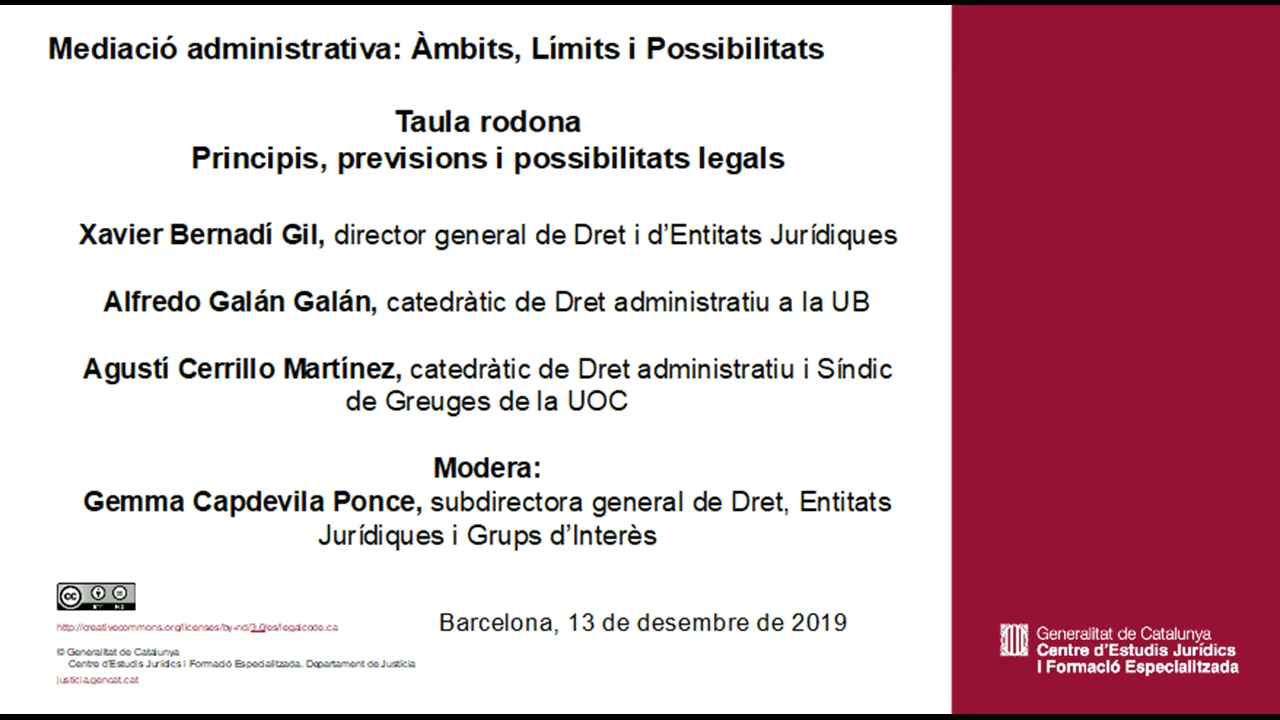 Mediació administrativa: Àmbits, Límits i Possibilitats
Taula rodona
Principis, previsions i possibilitats legals
Xavier Bernadí Gil, director general de Dret i d’Entitats Jurídiques
Alfredo Galán Galán, catedràtic de Dret administratiu a la UB
Agustí Cerrillo Martínez, catedràtic de Dret administratiu i Síndic
de Greuges de la UOC
Modera:
Gemma Capdevila Ponce, subdirectora general de Dret, Entitats
Jurídiques i Grups d’Interès
cc
http://creativecommons.org/licenses/by-nd/3.0/es/legalcode.ca
Barcelona, 13 de desembre de 2019
© Generalitat de Catalunya
Centre d’Estudis Jurídics i Formació Especialitzada. Departament de Justícia
justicia.gencat.cat
Generalitat de Catalunya
Centre d’Estudis Jurídics
i Formació Especialitzada